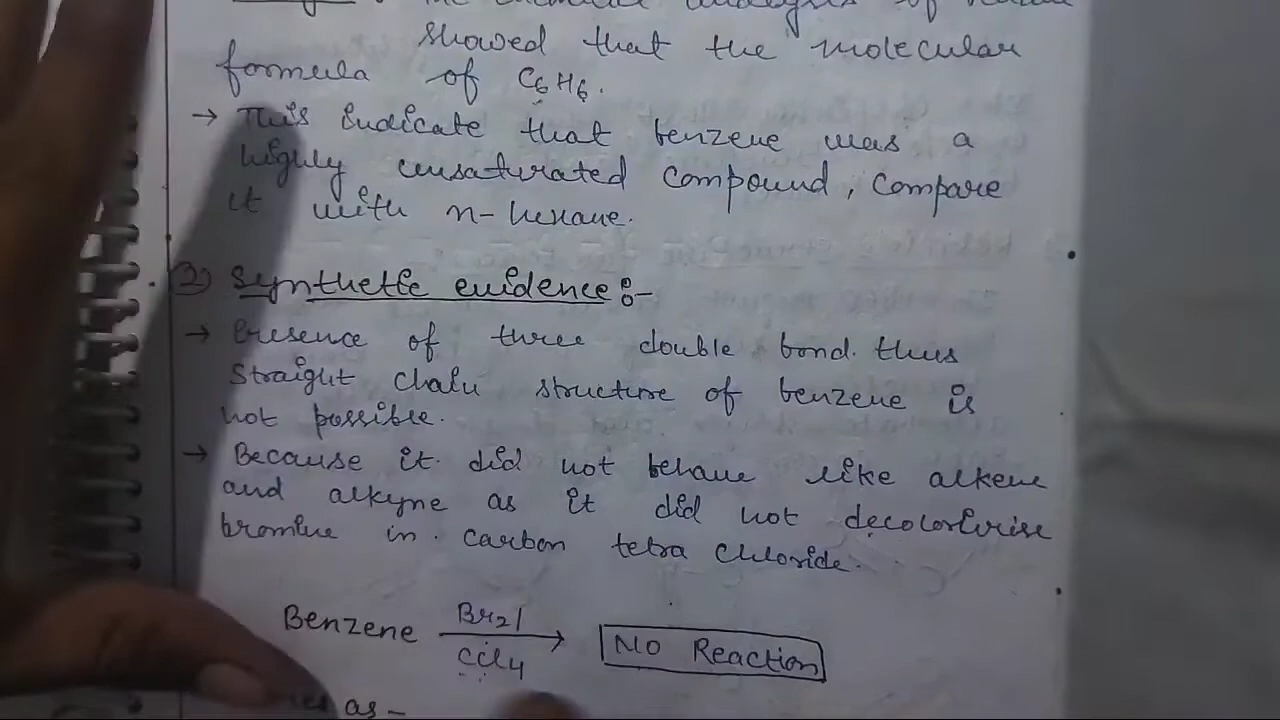 showed that the molecular
formula of C6H6.
→ This indicate that benzene was a
highly unsaturated compound, compare
it with n-hexane.
2) Synthetic evidence :-
→ Presence of three double bond. thus
straight chain structure of benzene is
not possible.
→ Because it did not behave like alkene
and alkyne as it did not decolorise
bromine in carbon tetra chloride.
Benzene Br2/ → No Reaction
CCl4
as -